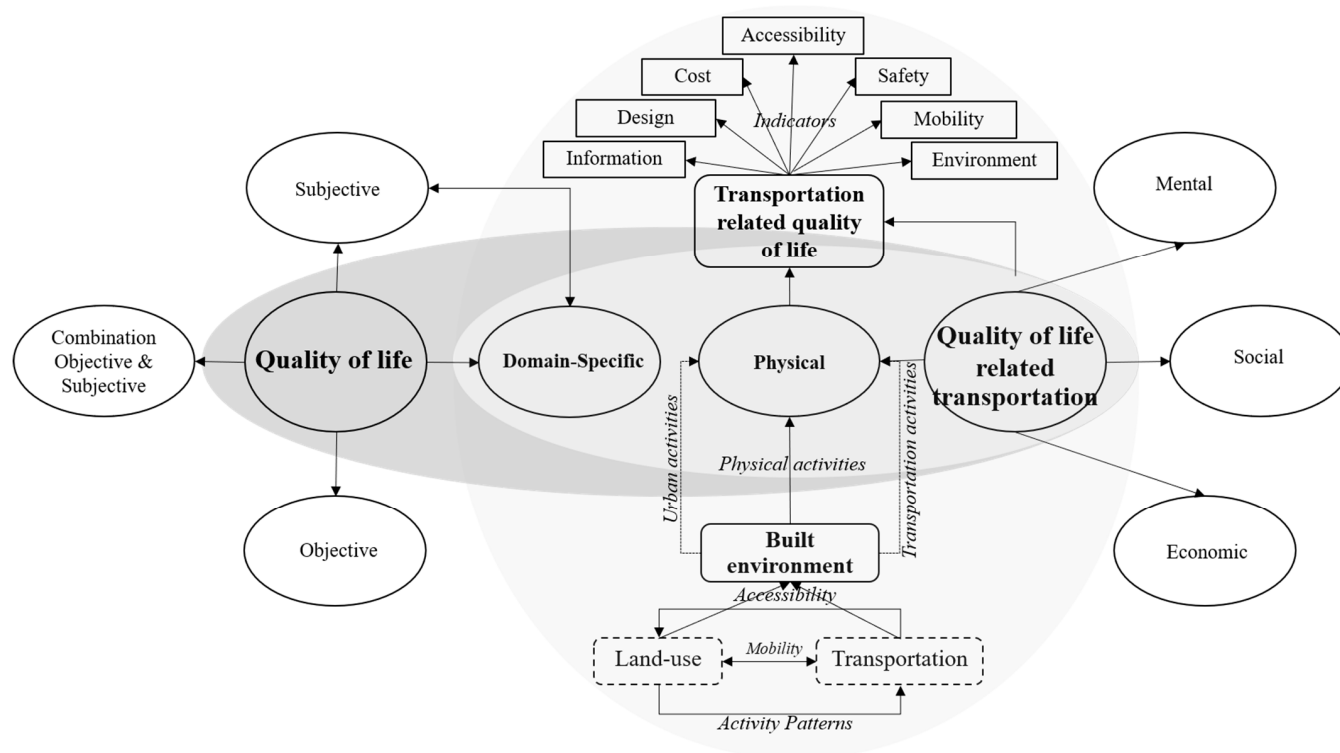 Accessibility
Cost
Safety
Design
Indicators
Mobility
Information
Environment
Transportation
related quality
of life
Subjective
Mental
Combination
Objective &
Subjective
Quality of life
Domain-Specific
Physical
Quality of life
related
transportation
Social
Urban activities
Physical activities
Transportation activities
Objective
Built
environment
Economic
Accessibility
Land-use
Mobility
Transportation
Activity Patterns